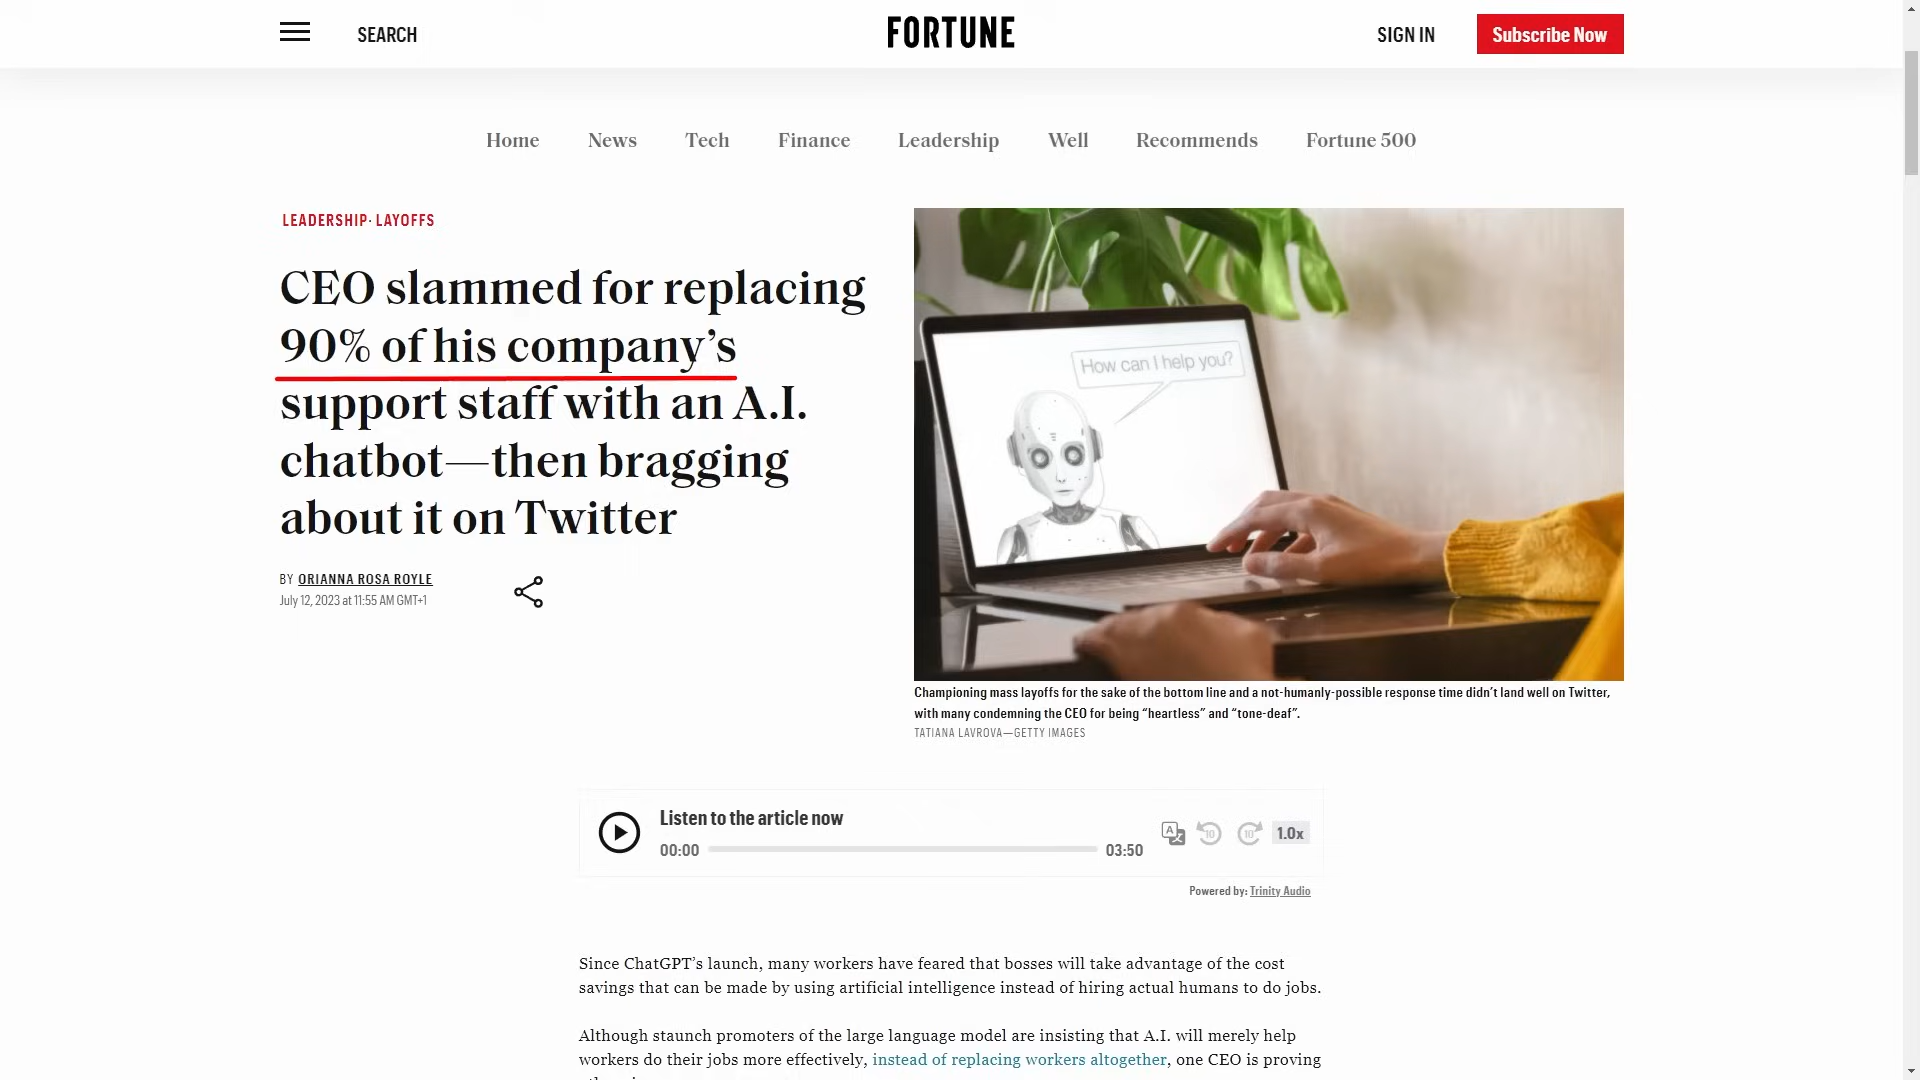 SEARCH
FORTUNE
SIGN IN
Subscribe Now
Home
News
Tech
Finance
Leadership
Well
Recommends
Fortune 500
LEADERSHIP· LAYOFFS
CEO slammed for replacing
90% of his company’s
support staff with an A.I.
chatbot—then bragging
about it on Twitter
BY ORIANNA ROSA ROYLE
July 12, 2023 at 11:55 AM GMT+1
How can I help you?
Championing mass layoffs for the sake of the bottom line and a not-humanly-possible response time didn’t land well on Twitter,
with many condemning the CEO for being “heartless” and “tone-deaf”.
TATIANA LAVROVA—GETTY IMAGES
Listen to the article now
00:00
03:50
10
10
1.0x
Powered by: Trinity Audio
Since ChatGPT’s launch, many workers have feared that bosses will take advantage of the cost
savings that can be made by using artificial intelligence instead of hiring actual humans to do jobs.
Although staunch promoters of the large language model are insisting that A.I. will merely help
workers do their jobs more effectively, instead of replacing workers altogether, one CEO is proving